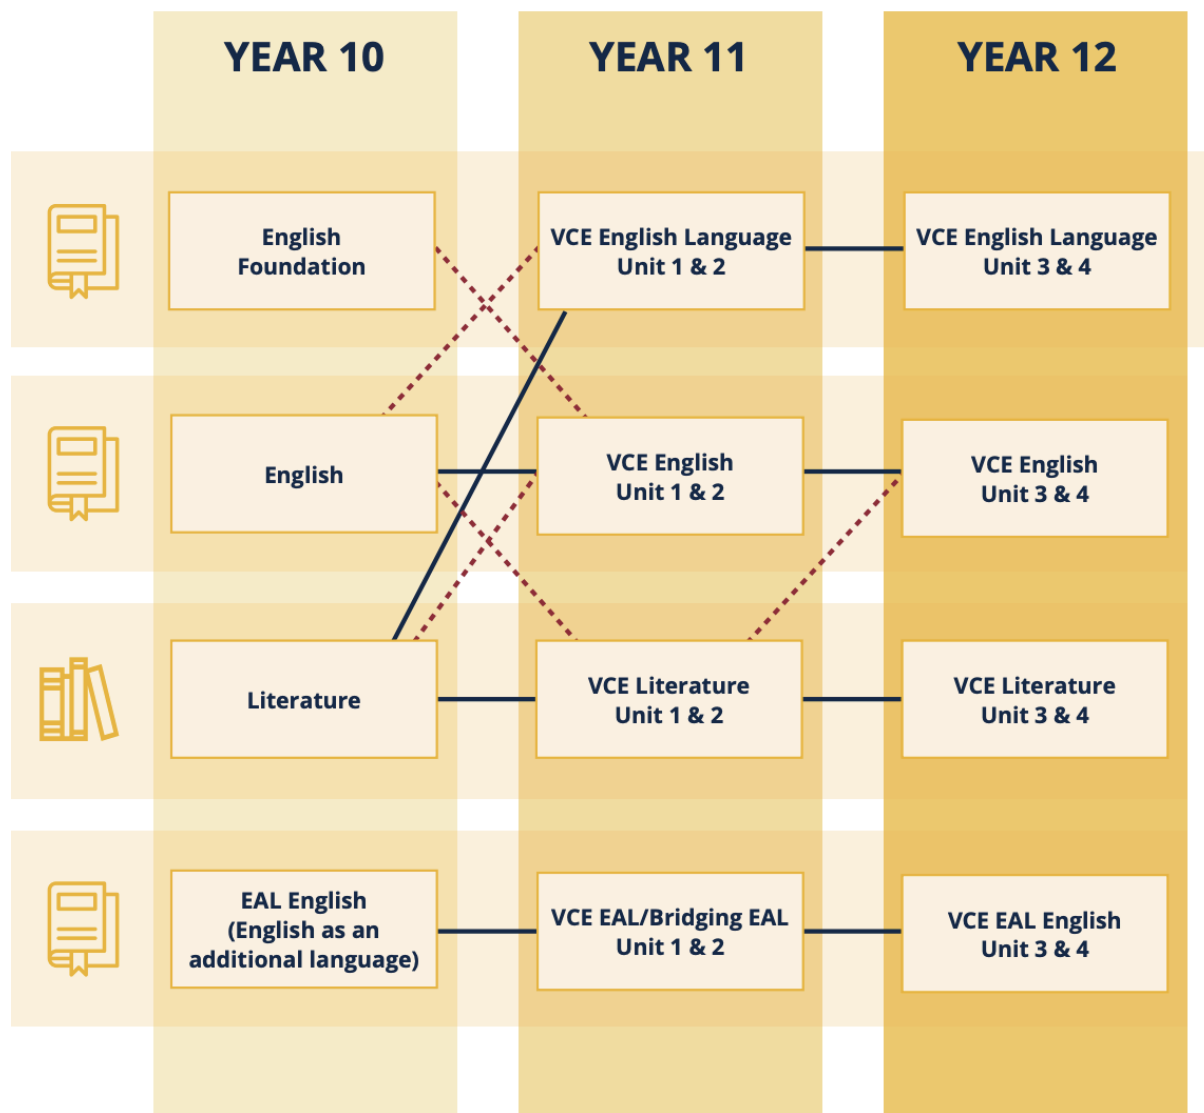 YEAR 10
YEAR 11
YEAR 12
English
Foundation
VCE English Language
Unit 1 & 2
VCE English Language
Unit 3 & 4
English
VCE English
Unit 1 & 2
VCE English
Unit 3 & 4
Literature
VCE Literature
Unit 1 & 2
VCE Literature
Unit 3 & 4
EAL English
(English as an
additional language)
VCE EAL/Bridging EAL
Unit 1 & 2
VCE EAL English
Unit 3 & 4